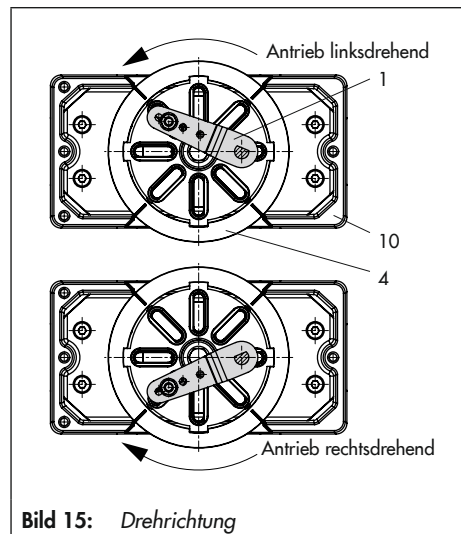 Antrieb linksdrehend
1
10
4
Antrieb rechtsdrehend
Bild 15: Drehrichtung